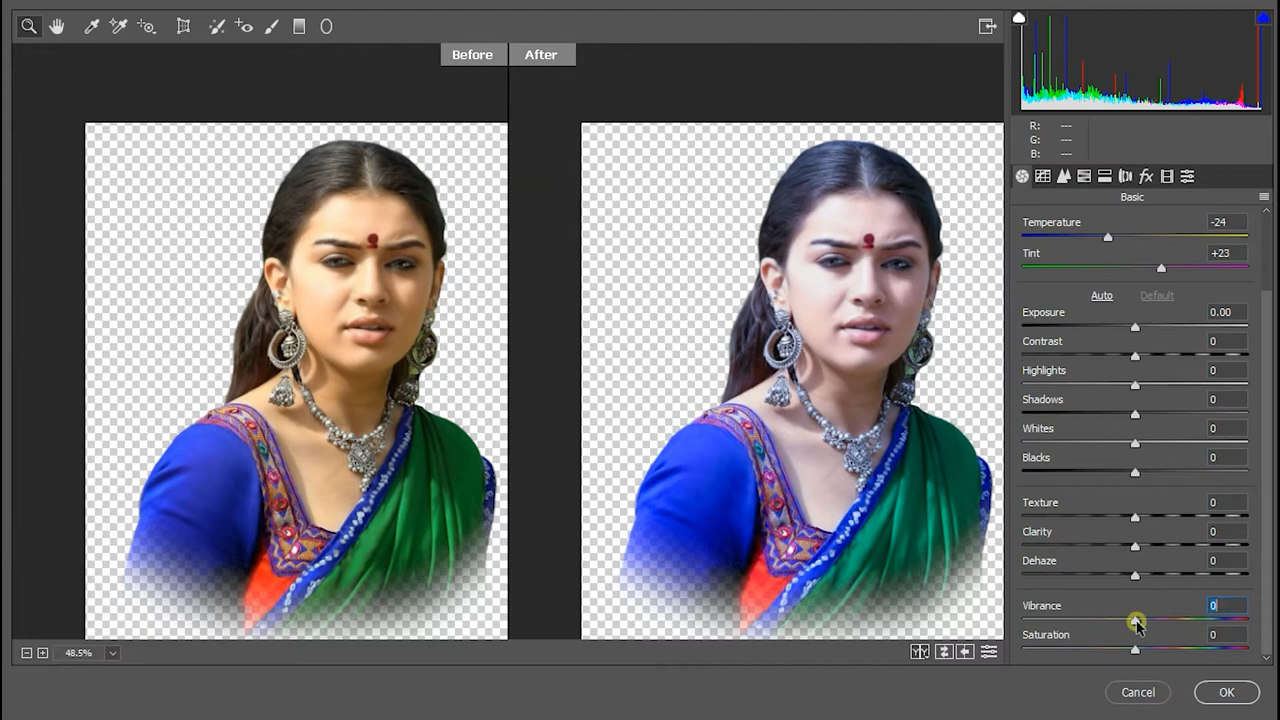 Before After
R: ---
G: ---
B: ---
fx
Basic
Temperature -24
Tint +23
Auto Default
Exposure 0.00
Contrast 0
Highlights 0
Shadows 0
Whites 0
Blacks 0
Texture 0
Clarity 0
Dehaze 0
Vibrance 0
Saturation 0
48.5%
Cancel OK